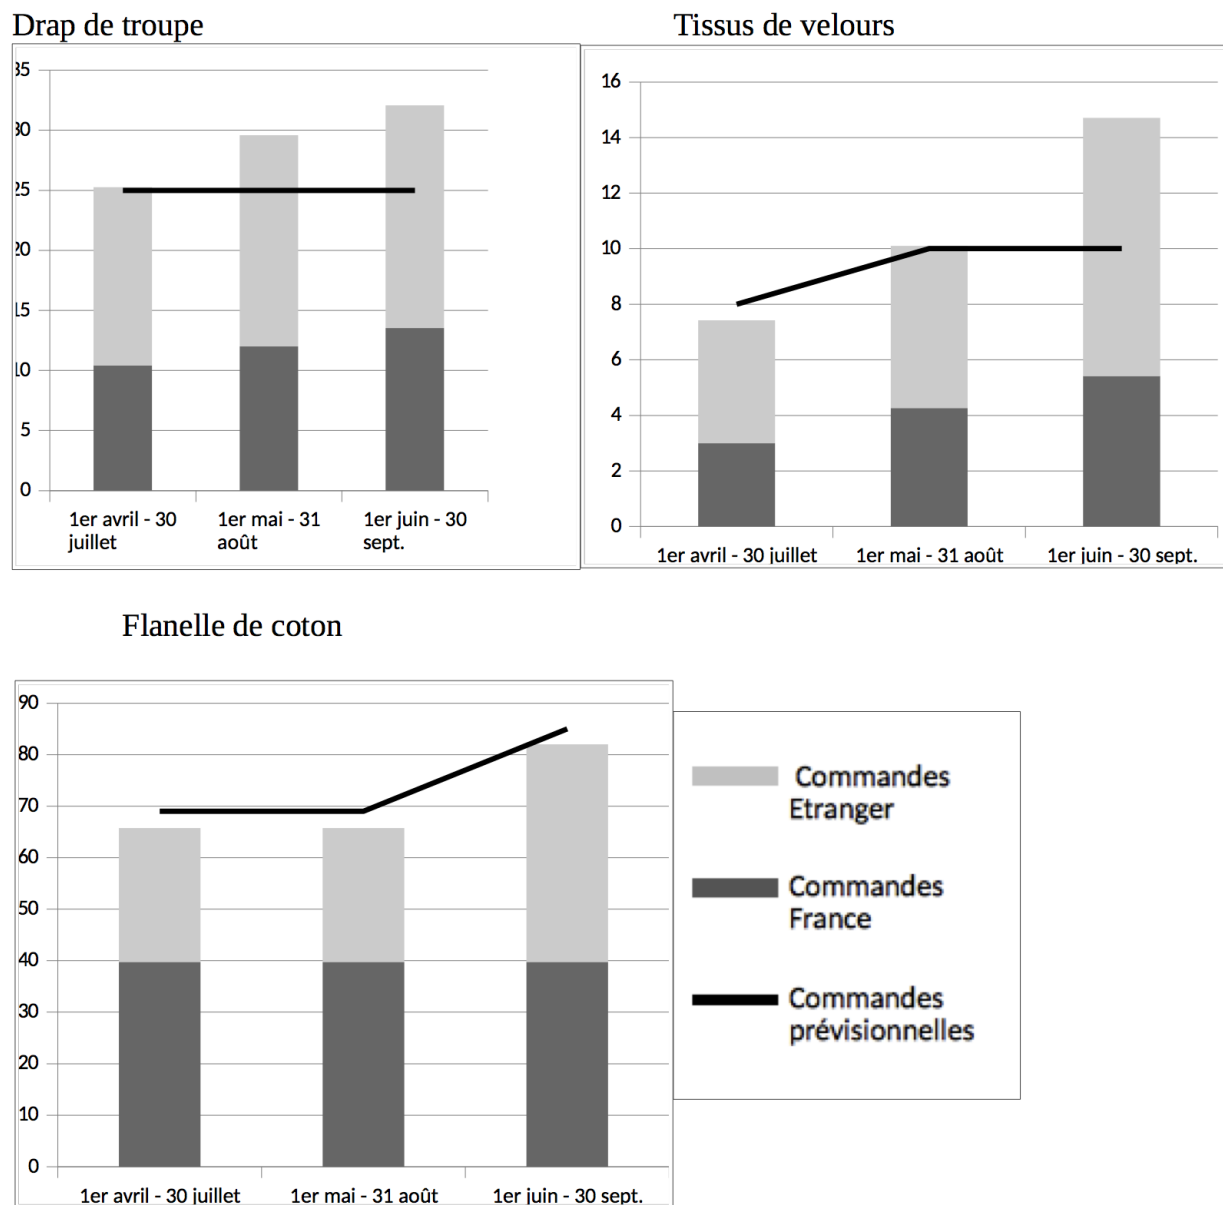 Drap de troupe
Tissus de velours
35
30
25
20
15
10
5
0
1er avril - 30 juillet
1er mai - 31 août
1er juin - 30 sept.
16
14
12
10
8
6
4
2
0
1er avril - 30 juillet
1er mai - 31 août
1er juin - 30 sept.
Flanelle de coton
90
80
70
60
50
40
30
20
10
0
1er avril - 30 juillet
1er mai - 31 août
1er juin - 30 sept.
Commandes
Etranger
Commandes
France
Commandes
prévisionnelles